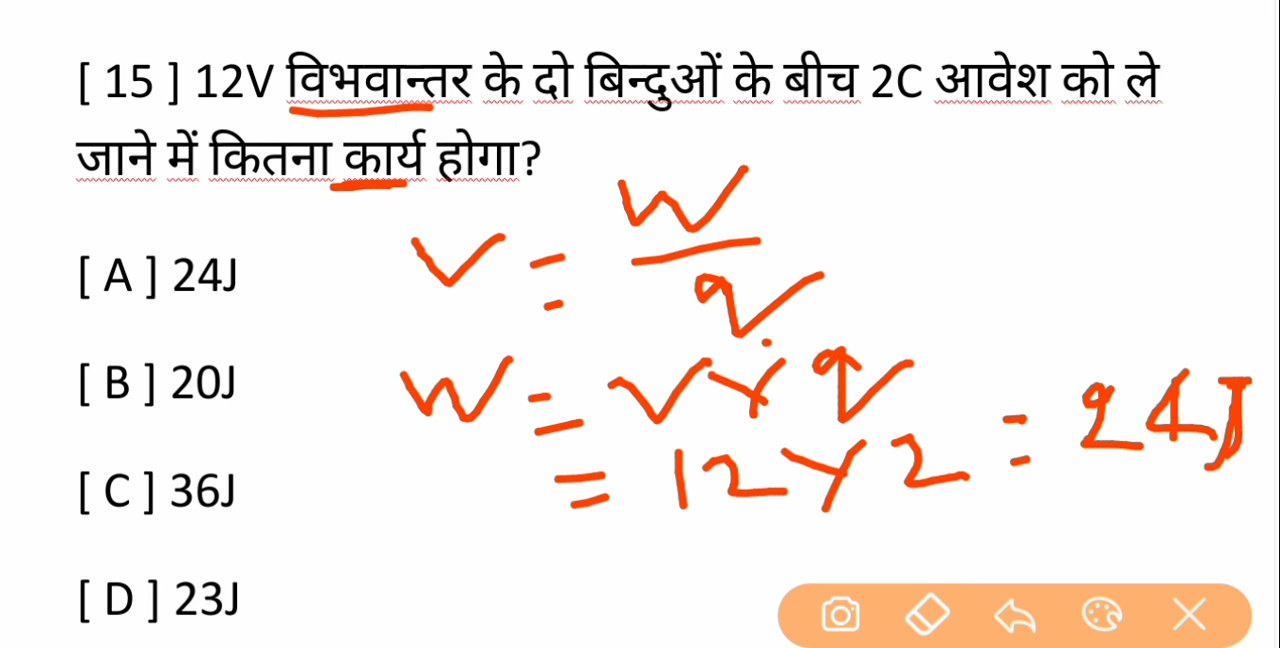 [ 15 ] 12V विभवान्तर के दो बिन्दुओं के बीच 2C आवेश को ले
जाने में कितना कार्य होगा?
[ A ] 24J
[ B ] 20J
[ C ] 36J
[ D ] 23J
V = W/q
W = V × q
= 12 × 2 = 24J